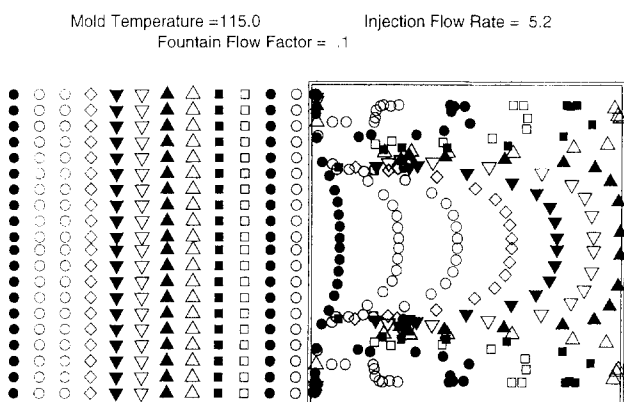 Mold Temperature =115.0 Injection Flow Rate = 5.2
Fountain Flow Factor = .1